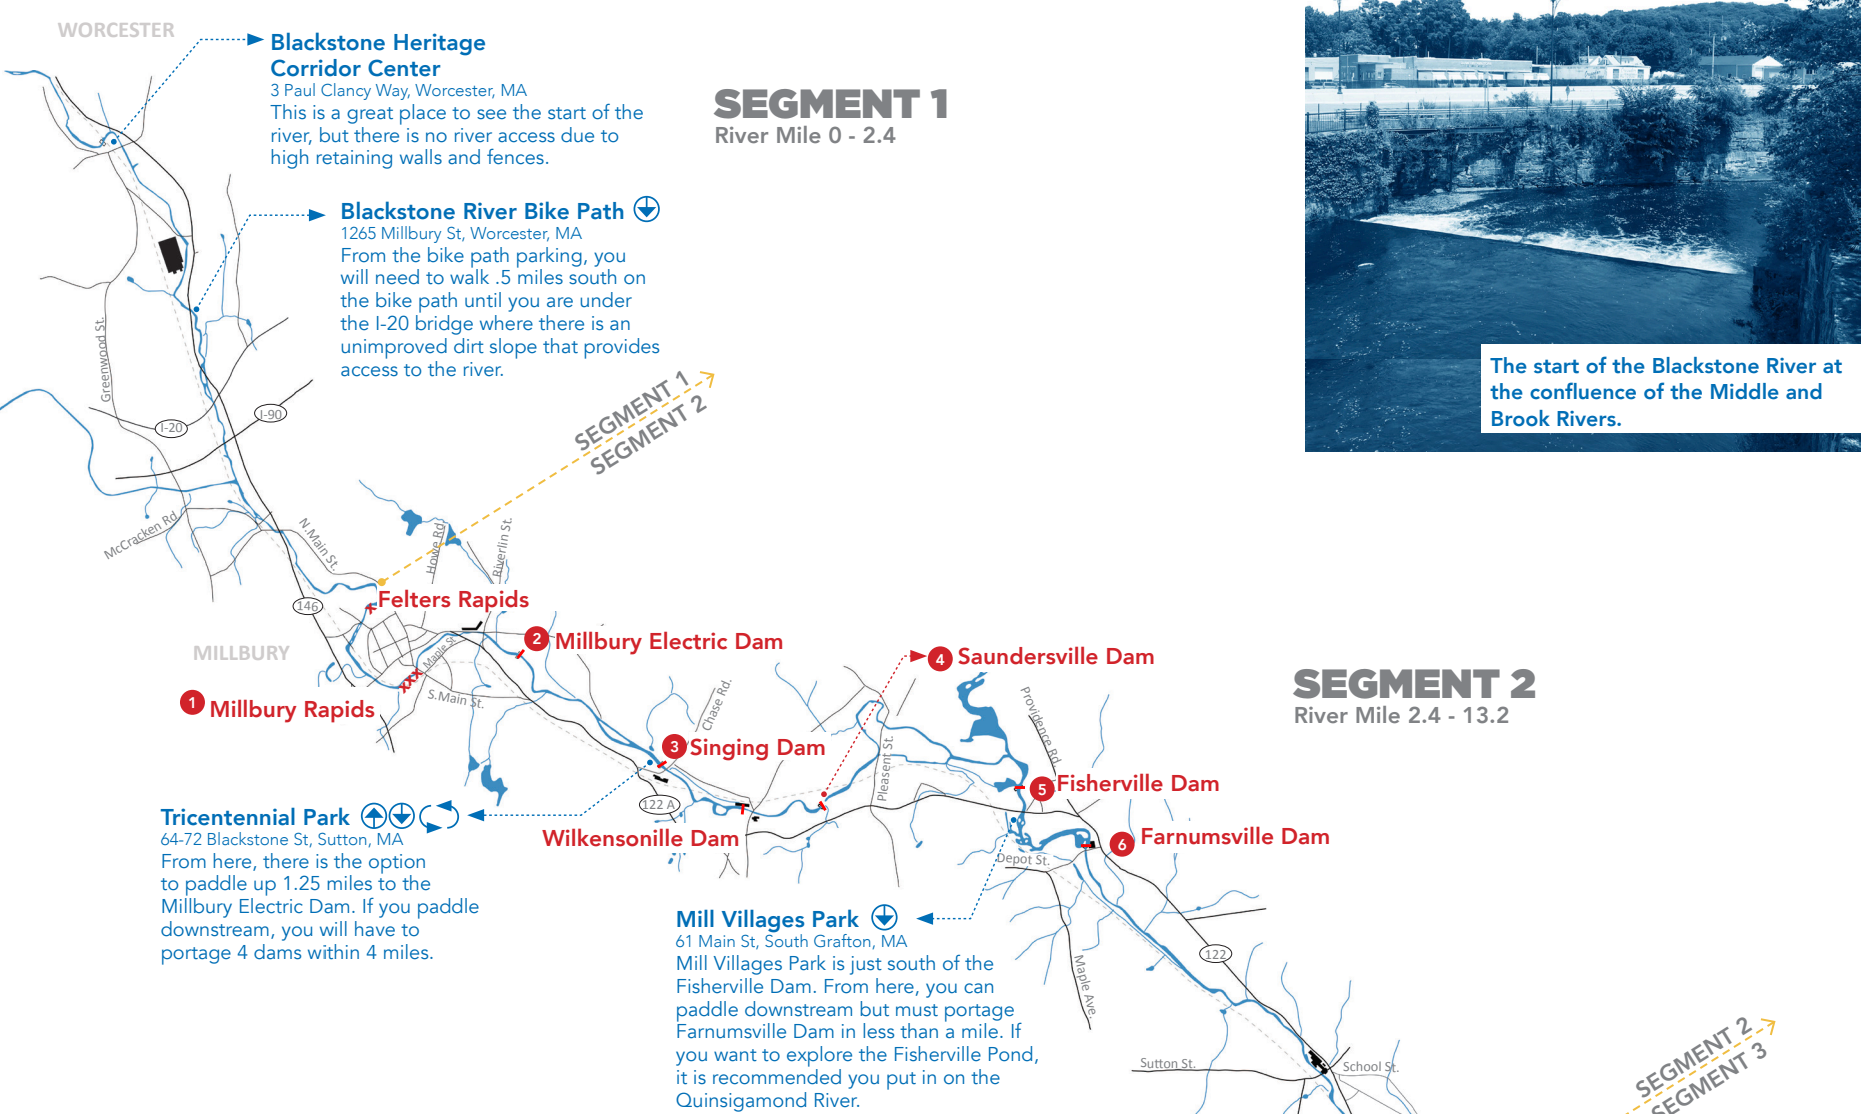 WORCESTER
Blackstone Heritage
Corridor Center
3 Paul Clancy Way, Worcester, MA
This is a great place to see the start of the
river, but there is no river access due to
high retaining walls and fences.
SEGMENT 1
River Mile 0 - 2.4
Blackstone River Bike Path
1265 Millbury St, Worcester, MA
From the bike path parking, you
will need to walk .5 miles south on
the bike path until you are under
the I-20 bridge where there is an
unimproved dirt slope that provides
access to the river.
The start of the Blackstone River at
the confluence of the Middle and
Brook Rivers.
Greenwood St.
I-20
I-90
SEGMENT 1
SEGMENT 2
McCracken Rd.
N.Main St.
Howe Rd.
Riverlin St.
146
Felters Rapids
MILLBURY
Maple St.
2 Millbury Electric Dam
1 Millbury Rapids
S.Main St.
Chase Rd.
4 Saundersville Dam
SEGMENT 2
River Mile 2.4 - 13.2
Providence Rd.
3 Singing Dam
Pleasent St.
5 Fisherville Dam
122 A
Wilkensonille Dam
6 Farnumsville Dam
Depot St.
Tricentennial Park
64-72 Blackstone St, Sutton, MA
From here, there is the option
to paddle up 1.25 miles to the
Millbury Electric Dam. If you paddle
downstream, you will have to
portage 4 dams within 4 miles.
Mill Villages Park
61 Main St, South Grafton, MA
Mill Villages Park is just south of the
Fisherville Dam. From here, you can
paddle downstream but must portage
Farnumsville Dam in less than a mile. If
you want to explore the Fisherville Pond,
it is recommended you put in on the
Quinsigamond River.
Maple Ave.
122
Sutton St.
School St.
SEGMENT 2
SEGMENT 3